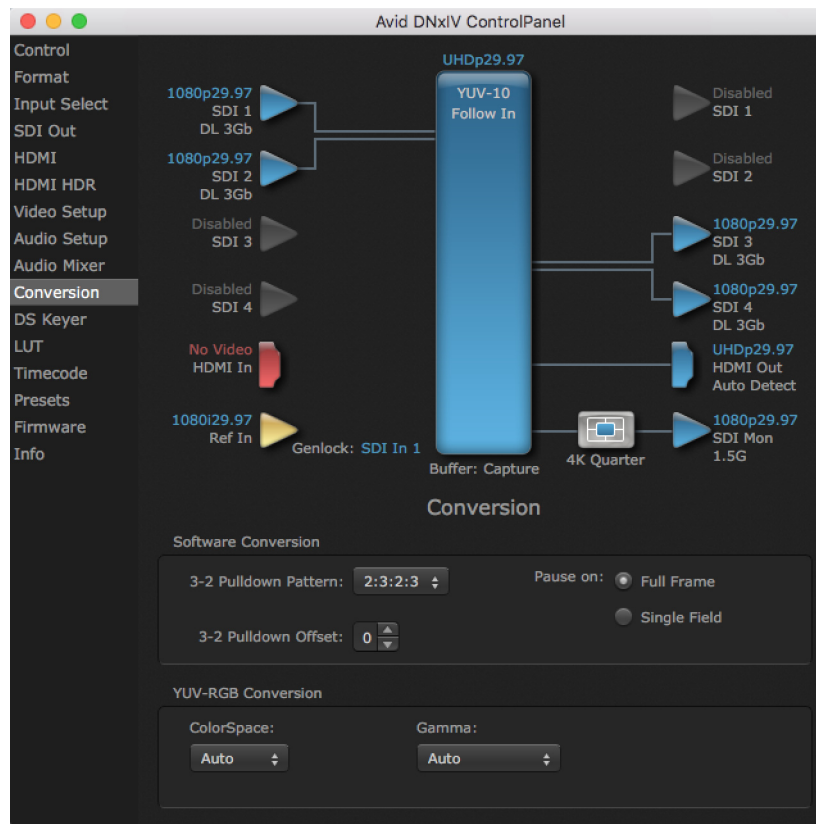 Avid DNxIV ControlPanel
Control
Format
Input Select
SDI Out
HDMI
HDMI HDR
Video Setup
Audio Setup
Audio Mixer
Conversion
DS Keyer
LUT
Timecode
Presets
Firmware
Info
1080p29.97
SDI 1
DL 3Gb
1080p29.97
SDI 2
DL 3Gb
Disabled
SDI 3
Disabled
SDI 4
No Video
HDMI In
1080i29.97
Ref In
Genlock: SDI In 1
UHDp29.97
YUV-10
Follow In
Buffer: Capture
Disabled
SDI 1
Disabled
SDI 2
1080p29.97
SDI 3
DL 3Gb
1080p29.97
SDI 4
DL 3Gb
UHDp29.97
HDMI Out
Auto Detect
4K Quarter
1080p29.97
SDI Mon
1.5G
Conversion
Software Conversion
3-2 Pulldown Pattern: 2:3:2:3
Pause on: Full Frame
Single Field
3-2 Pulldown Offset: 0
YUV-RGB Conversion
ColorSpace:
Auto
Gamma:
Auto